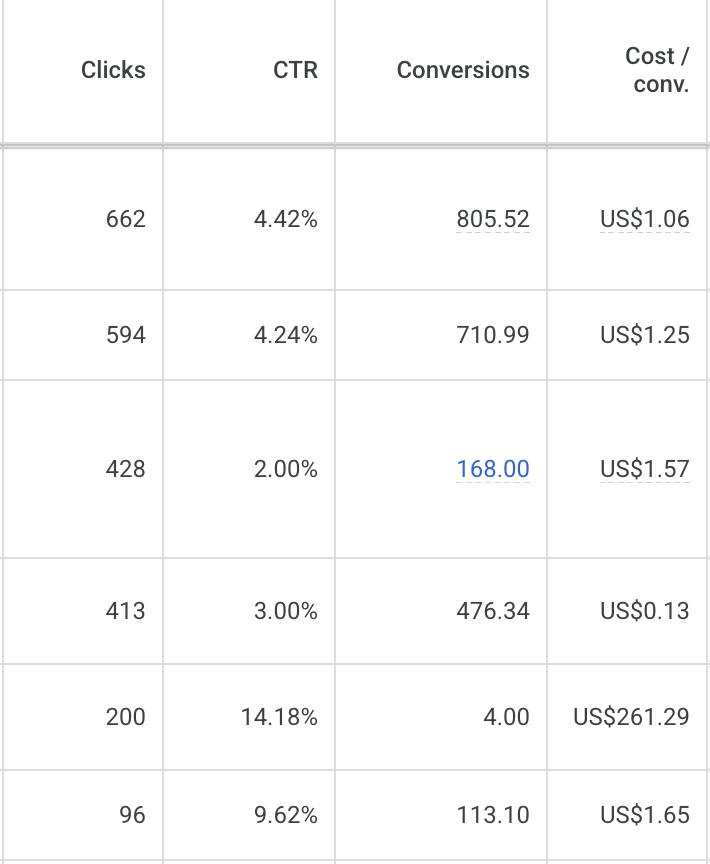 Clicks CTR Conversions Cost / conv.
662 4.42% 805.52 US$1.06
594 4.24% 710.99 US$1.25
428 2.00% 168.00 US$1.57
413 3.00% 476.34 US$0.13
200 14.18% 4.00 US$261.29
96 9.62% 113.10 US$1.65